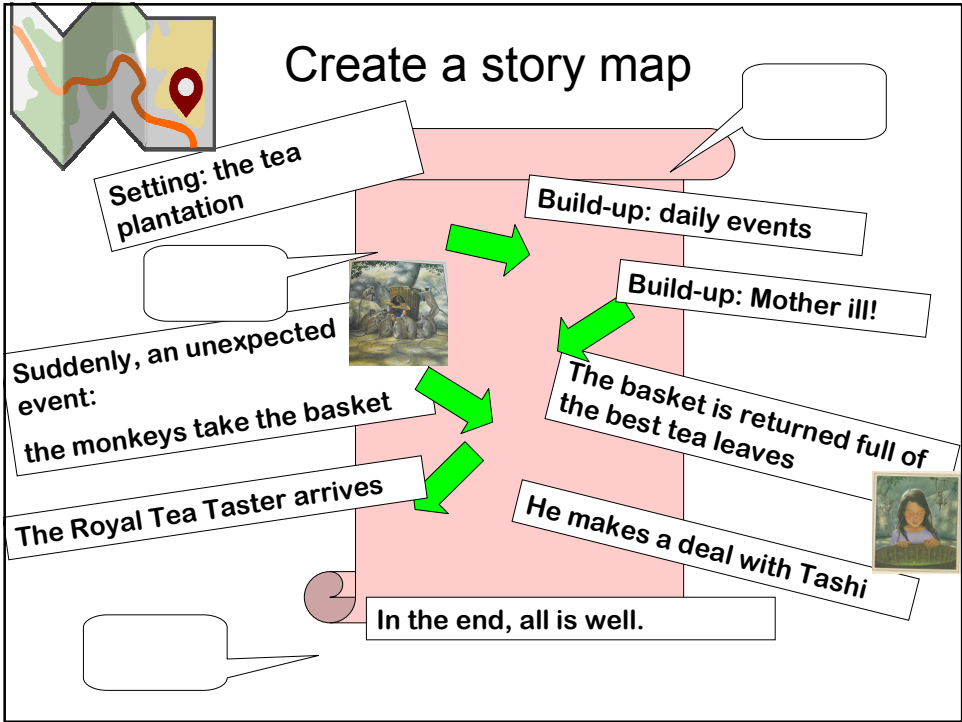 Create a story map
Setting: the tea
plantation
Build-up: daily events
Build-up: Mother ill!
Suddenly, an unexpected
event:
the monkeys take the basket
The basket is returned full of
the best tea leaves
The Royal Tea Taster arrives
He makes a deal with Tashi
In the end, all is well.